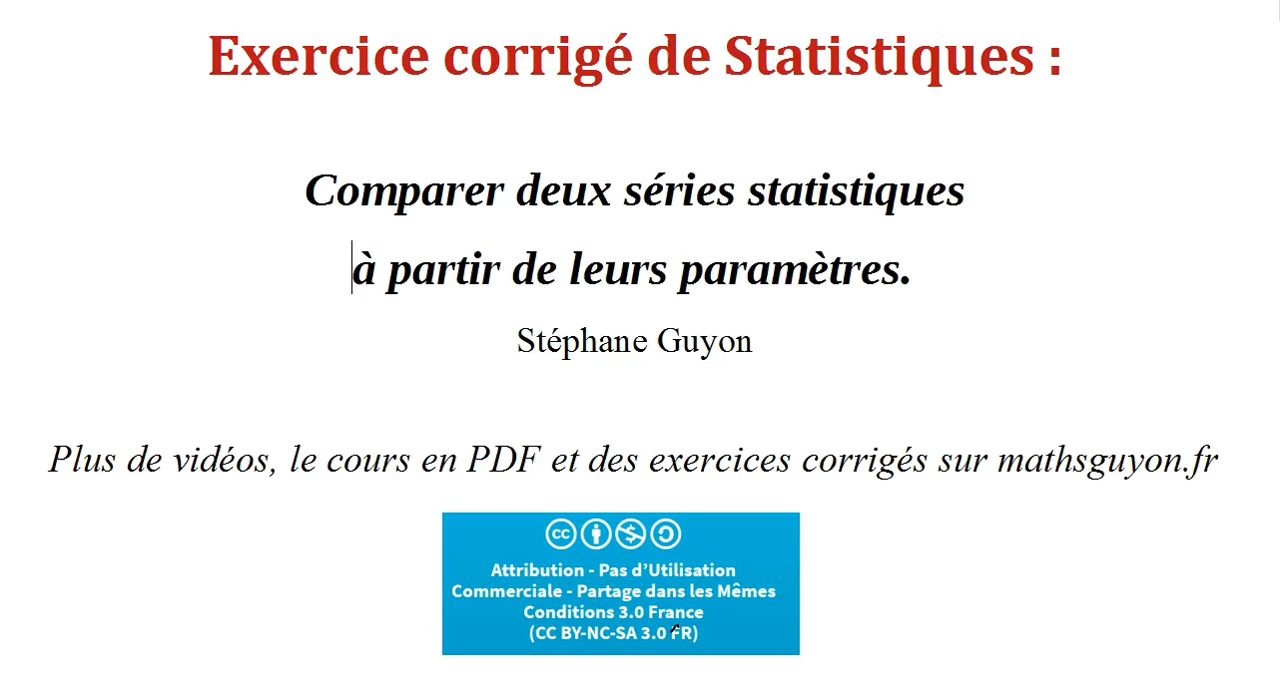 Exercice corrigé de Statistiques :
Comparer deux séries statistiques
à partir de leurs paramètres.
Stéphane Guyon
Plus de vidéos, le cours en PDF et des exercices corrigés sur mathsguyon.fr
cc
Attribution - Pas d’Utilisation
Commerciale - Partage dans les Mêmes
Conditions 3.0 France
(CC BY-NC-SA 3.0 FR)